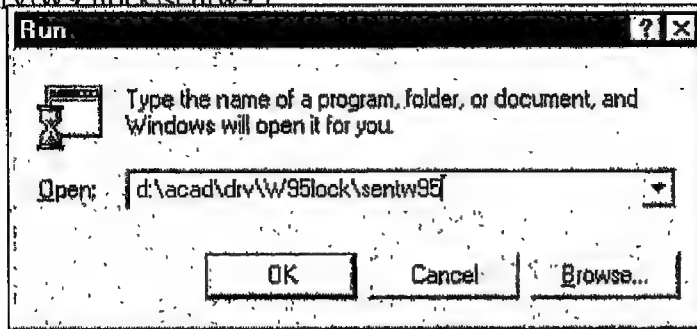 Run
Type the name of a program, folder, or document, and
Windows will open it for you.
Open: d:\acad\drv\W95lock\sentw95
OK Cancel Browse...